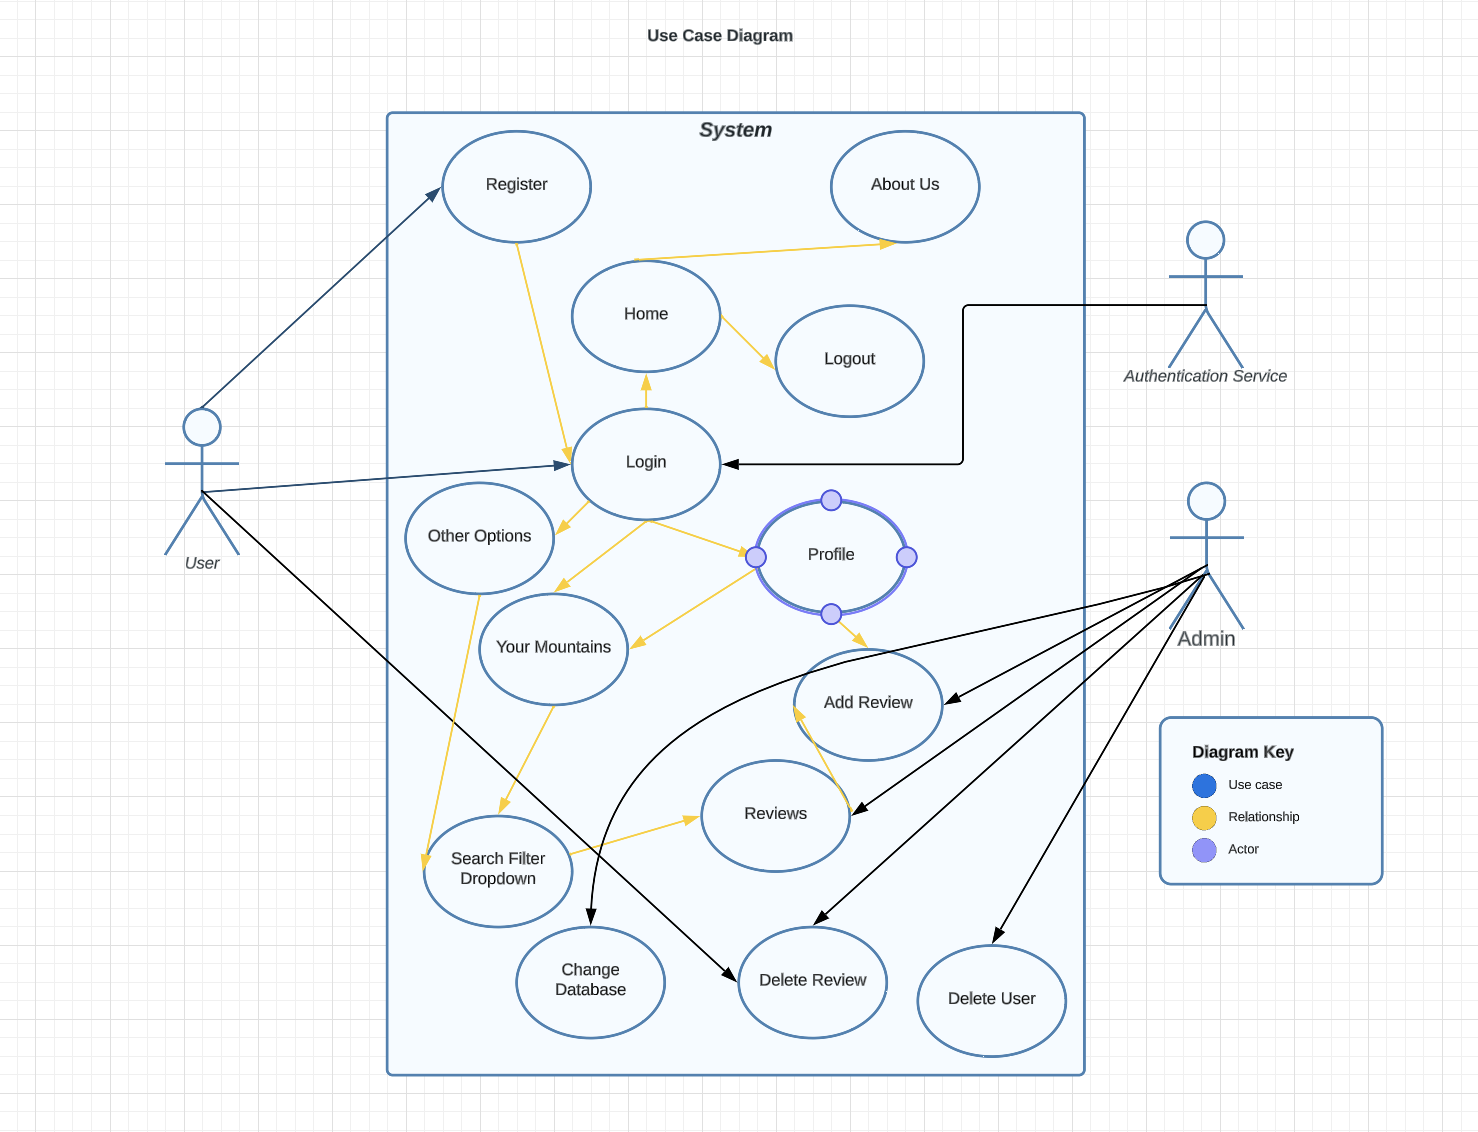 Use Case Diagram
System
Register
About Us
Home
Logout
Authentication Service
Login
Other Options
Profile
User
Your Mountains
Admin
Add Review
Diagram Key
Use case
Relationship
Actor
Reviews
Search Filter
Dropdown
Change
Database
Delete Review
Delete User